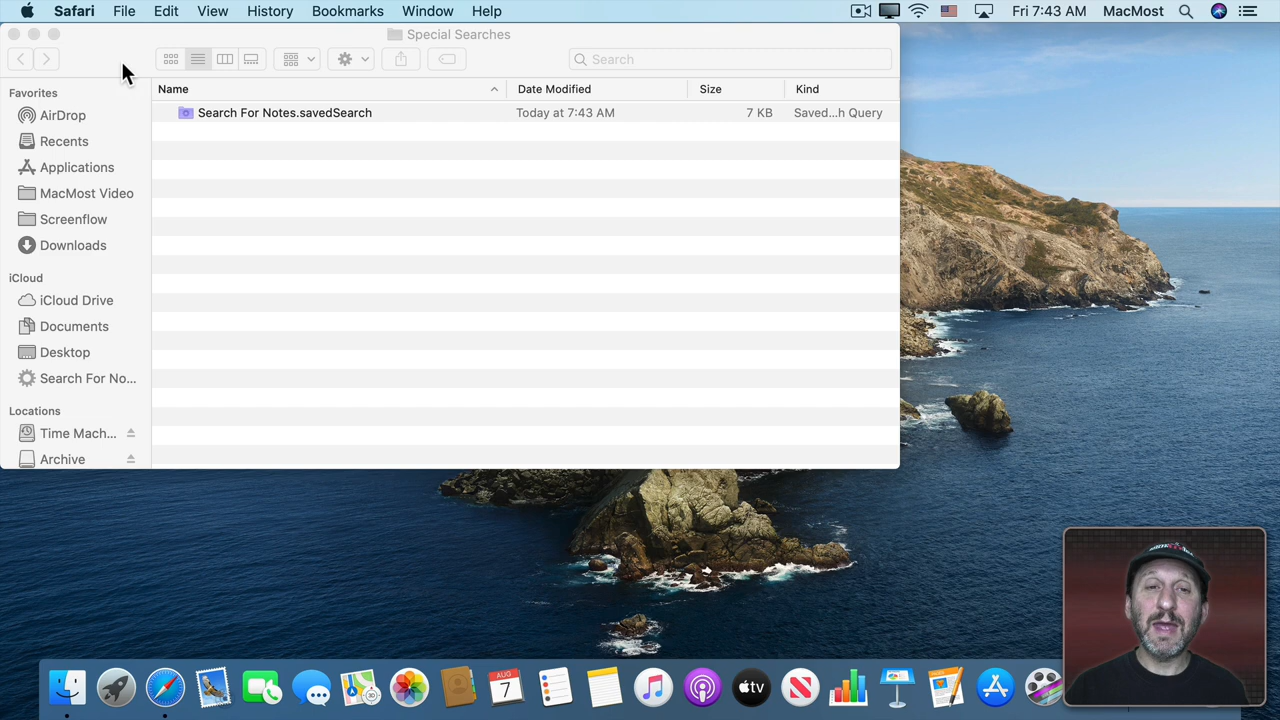 Safari File Edit View History Bookmarks Window Help Fri 7:43 AM MacMost
Special Searches
Search
Favorites
AirDrop
Recents
Applications
MacMost Video
Screenflow
Downloads
iCloud
iCloud Drive
Documents
Desktop
Search For No...
Locations
Time Mach...
Archive
Name Date Modified Size Kind
Search For Notes.savedSearch Today at 7:43 AM 7 KB Saved...h Query
3D
AUG
7
tv